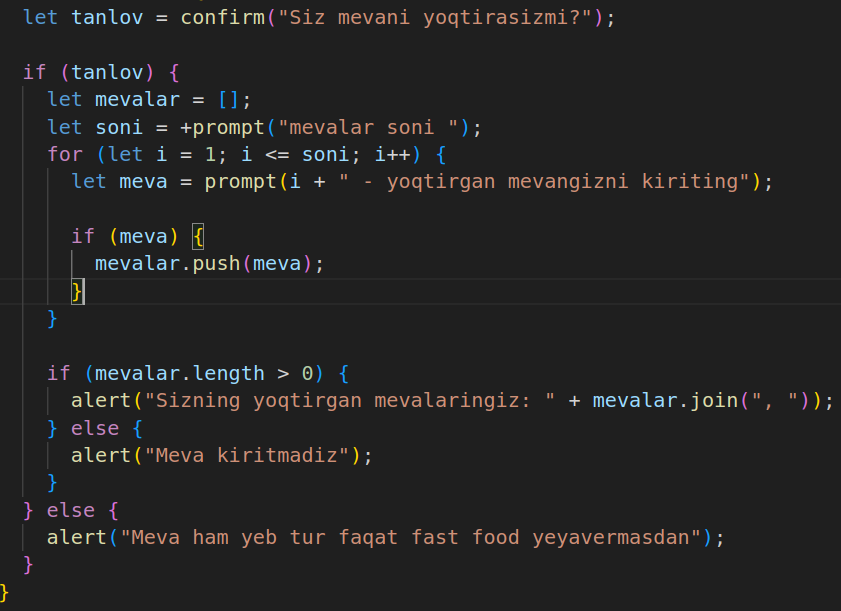 let tanlov = confirm("Siz mevani yoqtirasizmi?");
if (tanlov) {
let mevalar = [];
let soni = +prompt("mevalar soni ");
for (let i = 1; i <= soni; i++) {
let meva = prompt(i + " - yoqtirgan mevangizni kiriting");
if (meva) {
mevalar.push(meva);
}
}
if (mevalar.length > 0) {
alert("Sizning yoqtirgan mevalaringiz: " + mevalar.join(", "));
} else {
alert("Meva kiritmadiz");
}
} else {
alert("Meva ham yeb tur faqat fast food yeyavermasdan");
}
}